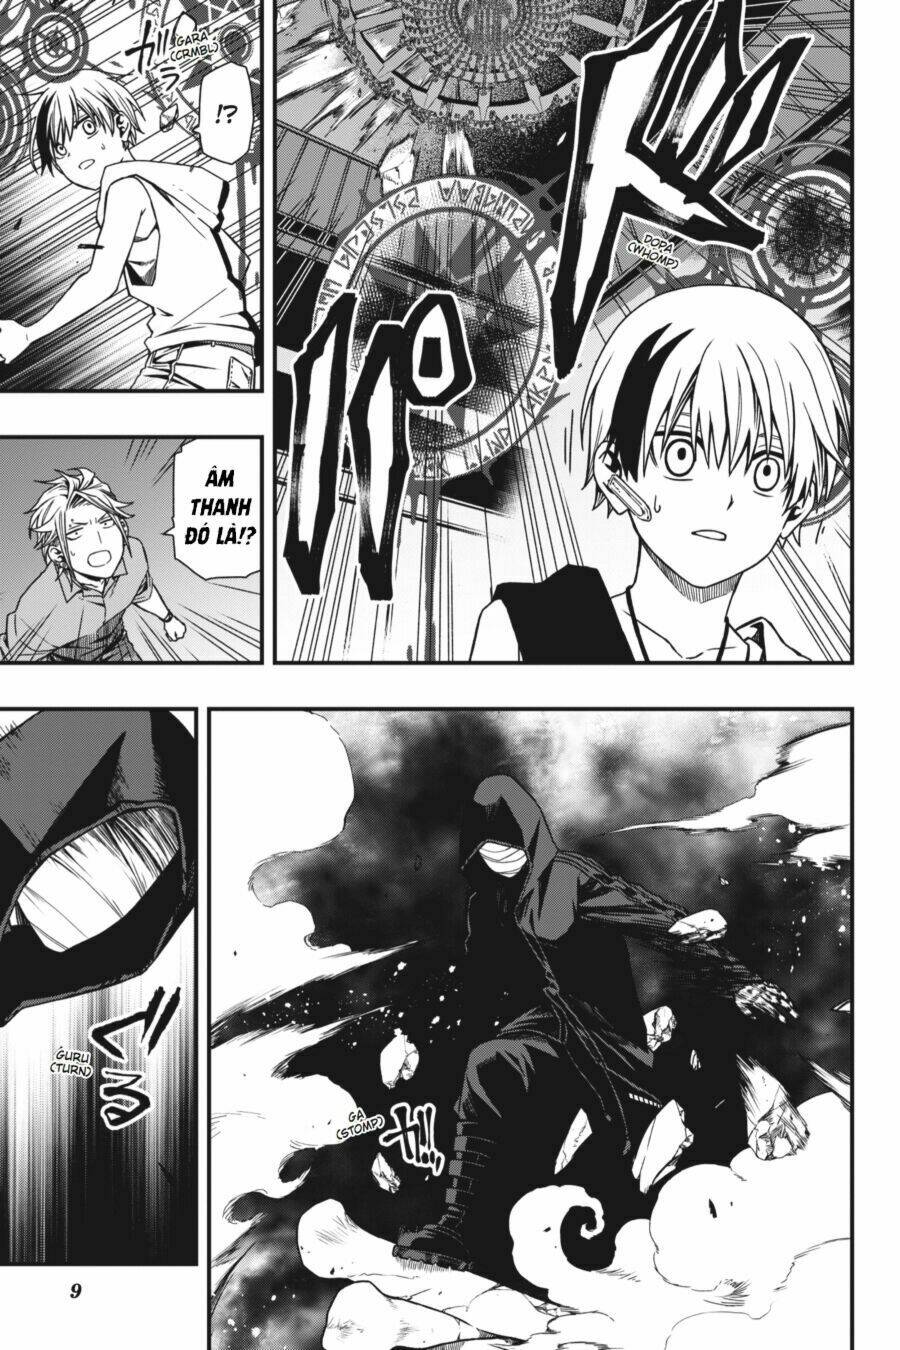 ドパ
DOPA
(WHOMP)
ガラ
GARA
(CRMBL)
!?
ÂM
THANH
ĐÓ LÀ!?
ガ!!
GA
(STOMP)
ぐる
GURU
(TURN)
9